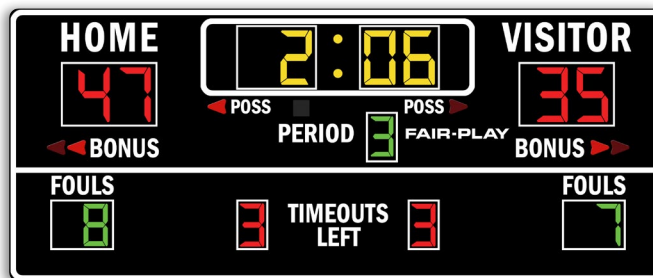 HOME
2:06
VISITOR
47
35
POSS
POSS
PERIOD 3 FAIR-PLAY
BONUS
BONUS
FOULS
FOULS
8
3
TIMEOUTS
LEFT
3
7